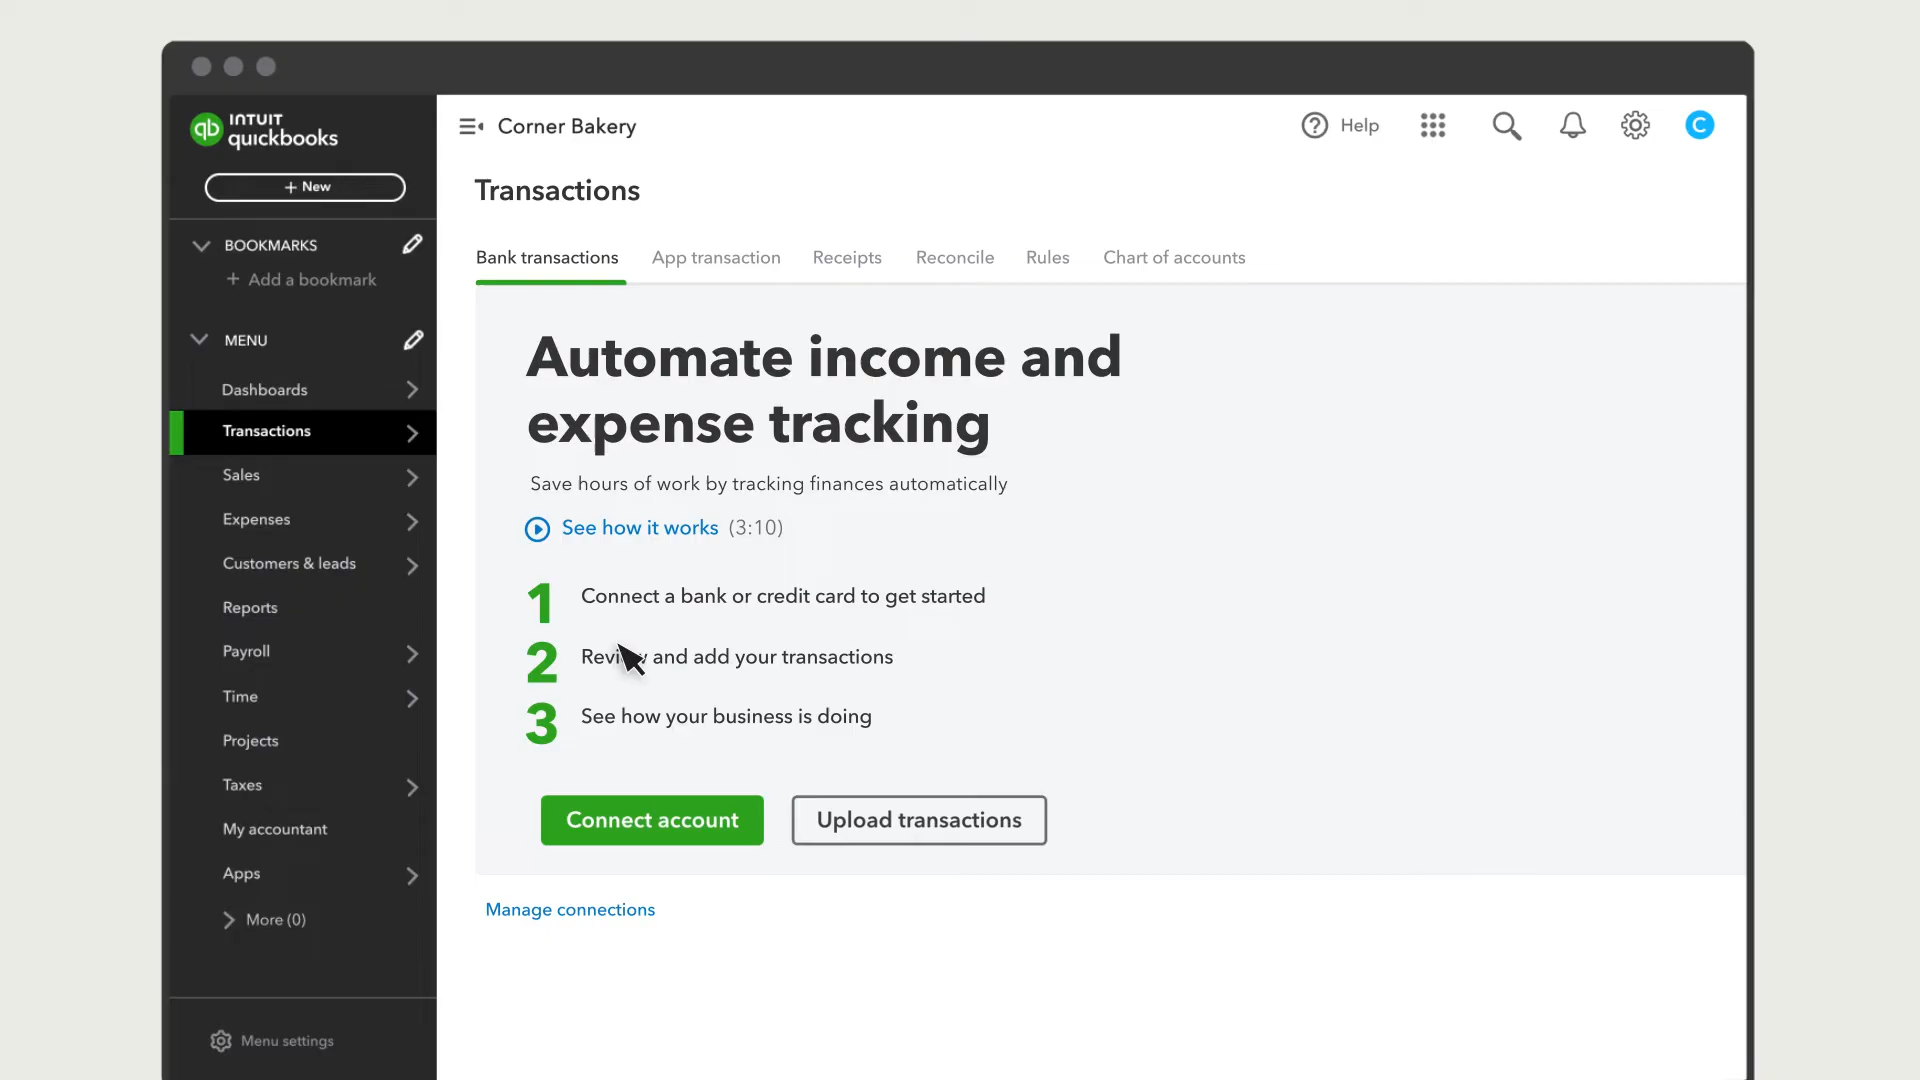 INTUIT
quickbooks
+ New
BOOKMARKS
+ Add a bookmark
MENU
Dashboards
Transactions
Sales
Expenses
Customers & leads
Reports
Payroll
Time
Projects
Taxes
My accountant
Apps
More (0)
Menu settings
Corner Bakery
Help
C
Transactions
Bank transactions App transaction Receipts Reconcile Rules Chart of accounts
Automate income and
expense tracking
Save hours of work by tracking finances automatically
See how it works (3:10)
1 Connect a bank or credit card to get started
2 Review and add your transactions
3 See how your business is doing
Connect account Upload transactions
Manage connections